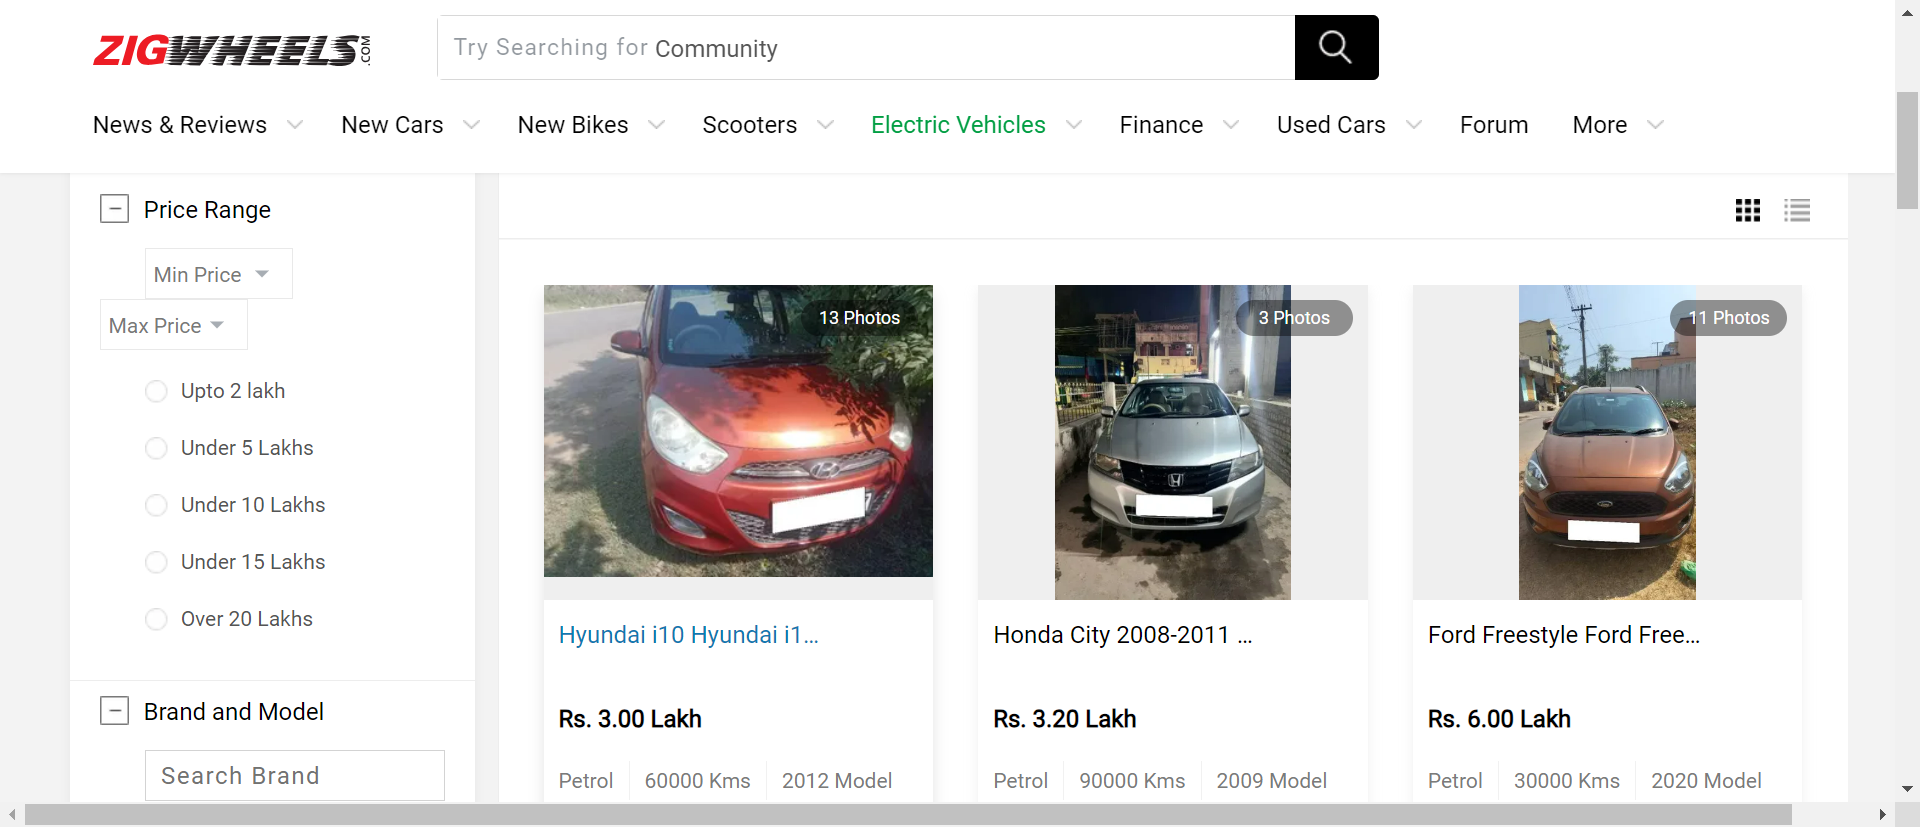 ZIGWHEELS.COM
Try Searching for Community
News & Reviews New Cars New Bikes Scooters Electric Vehicles Finance Used Cars Forum More
Price Range
Min Price
Max Price
Upto 2 lakh
Under 5 Lakhs
Under 10 Lakhs
Under 15 Lakhs
Over 20 Lakhs
Brand and Model
Search Brand
13 Photos
Hyundai i10 Hyundai i1...
Rs. 3.00 Lakh
Petrol 60000 Kms 2012 Model
3 Photos
Honda City 2008-2011 ...
Rs. 3.20 Lakh
Petrol 90000 Kms 2009 Model
11 Photos
Ford Freestyle Ford Free...
Rs. 6.00 Lakh
Petrol 30000 Kms 2020 Model